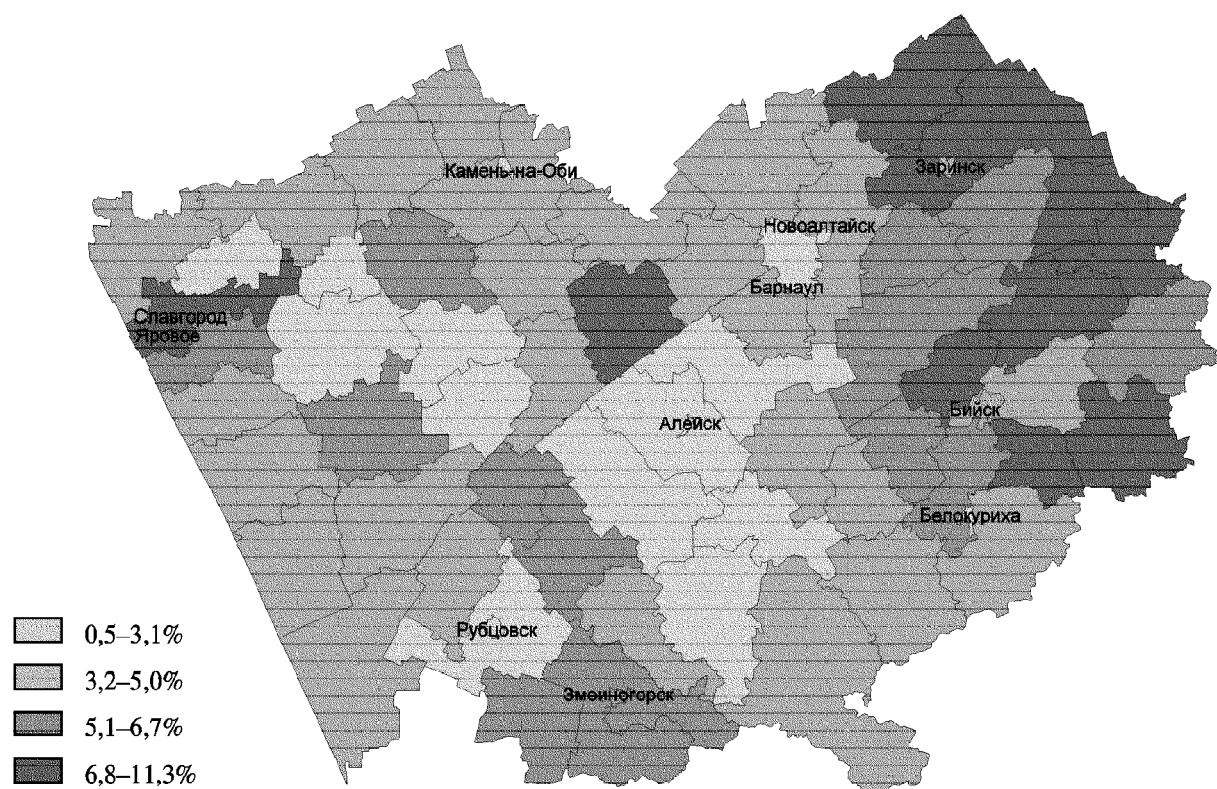 Камень-на-Оби
Заринск
Новоалтайск
Барнаул
Славгород
Яровое
Бийск
Алейск
Белокуриха
Рубцовск
Змеиногорск
0,5–3,1%
3,2–5,0%
5,1–6,7%
6,8–11,3%